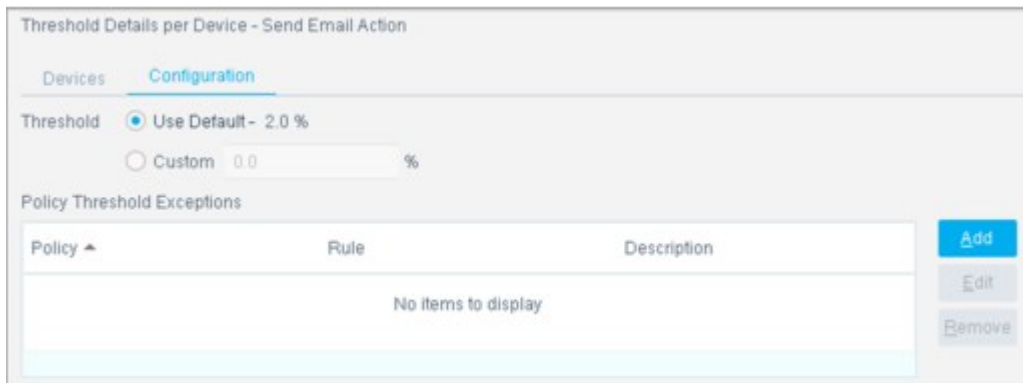 Threshold Details per Device - Send Email Action
Devices Configuration
Threshold Use Default - 2.0 %
Custom 0.0 %
Policy Threshold Exceptions
Policy Rule Description
No items to display
Add
Edit
Remove